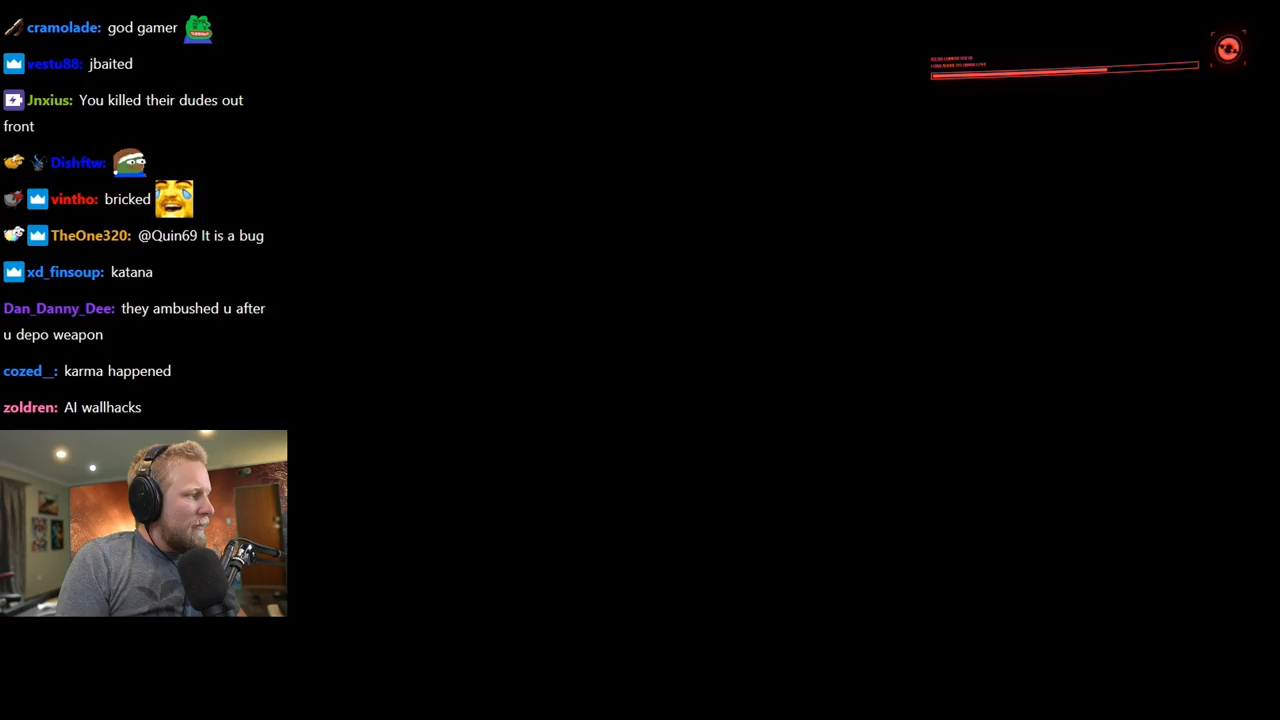 cramolade: god gamer
vestu88: jbaited
Jnxius: You killed their dudes out
front
Dishftw:
vintho: bricked
TheOne320: @Quin69 It is a bug
xd_finsoup: katana
Dan_Danny_Dee: they ambushed u after
u depo weapon
cozed__: karma happened
zoldren: AI wallhacks